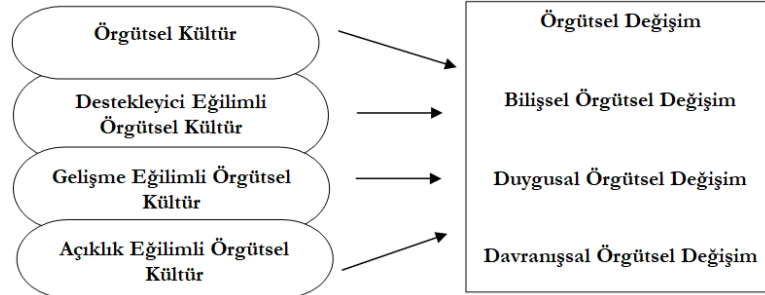 Örgütsel Kültür
Destekleyici Eğilimli
Örgütsel Kültür
Gelişme Eğilimli Örgütsel
Kültür
Açıklık Eğilimli Örgütsel
Kültür
Örgütsel Değişim
Bilişsel Örgütsel Değişim
Duygusal Örgütsel Değişim
Davranışsal Örgütsel Değişim